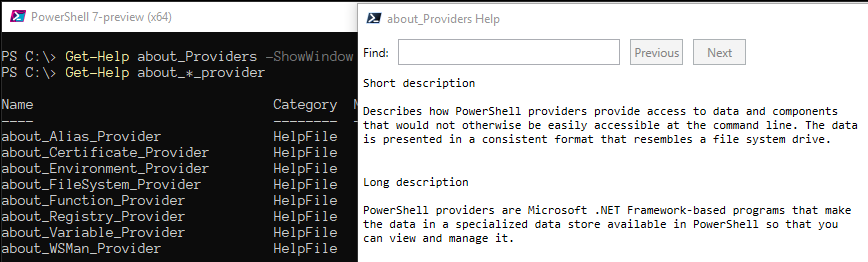 PowerShell 7-preview (x64)
PS C:\> Get-Help about_Providers -ShowWindow
PS C:\> Get-Help about_*_provider
Name Category
---- --------
about_Alias_Provider HelpFile
about_Certificate_Provider HelpFile
about_Environment_Provider HelpFile
about_FileSystem_Provider HelpFile
about_Function_Provider HelpFile
about_Registry_Provider HelpFile
about_Variable_Provider HelpFile
about_WSMan_Provider HelpFile
about_Providers Help
Find: Previous Next
Short description
Describes how PowerShell providers provide access to data and components
that would not otherwise be easily accessible at the command line. The data
is presented in a consistent format that resembles a file system drive.
Long description
PowerShell providers are Microsoft .NET Framework-based programs that make
the data in a specialized data store available in PowerShell so that you
can view and manage it.